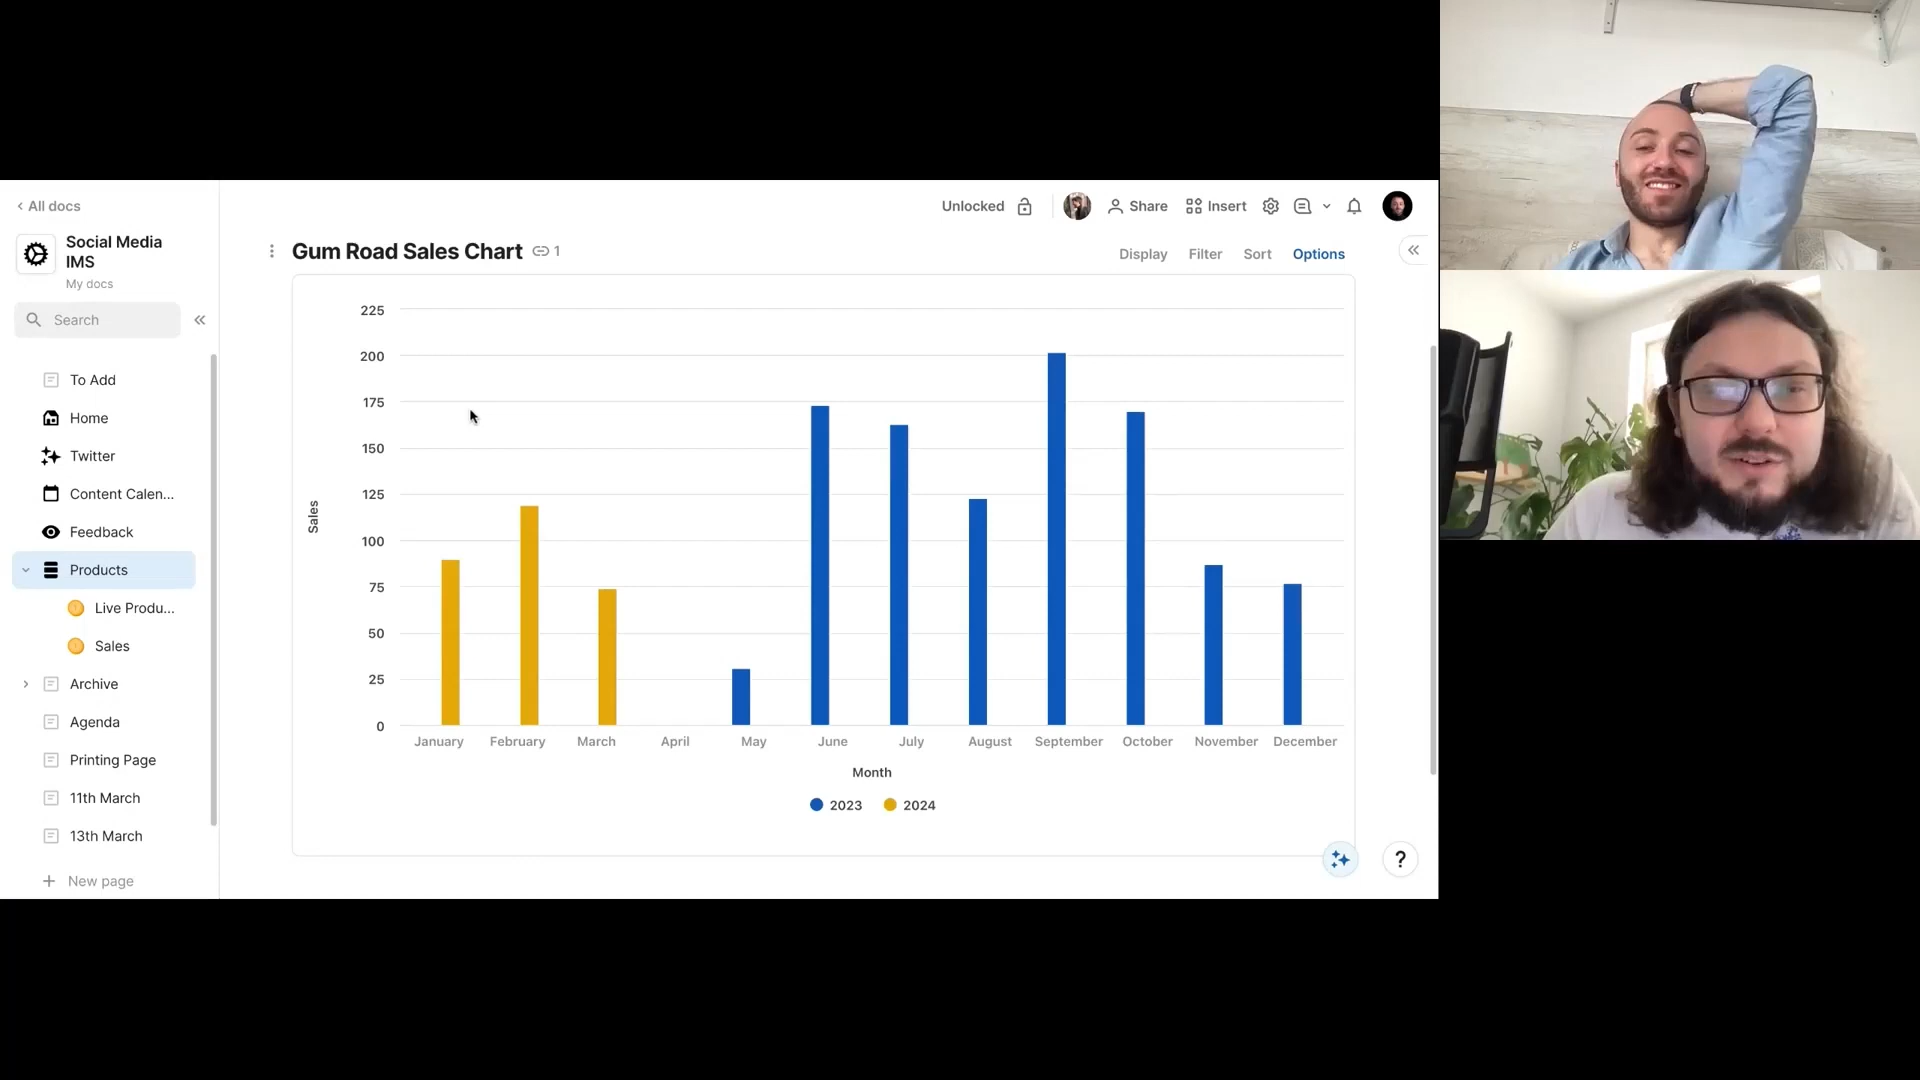 All docs
Social Media
IMS
My docs
Search
To Add
Home
Twitter
Content Calen...
Feedback
Products
Live Produ...
Sales
Archive
Agenda
Printing Page
11th March
13th March
New page
Unlocked
Share
Insert
Gum Road Sales Chart 1
Display Filter Sort Options
225
200
175
150
125
100
75
50
25
0
Sales
January February March April May June July August September October November December
Month
2023 2024
?